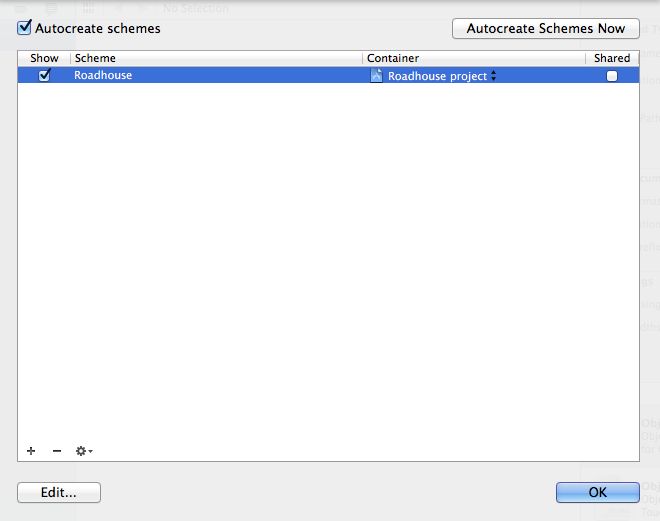 No Selection
Autocreate schemes
Autocreate Schemes Now
Show Scheme Container Shared
Roadhouse Roadhouse project
Edit...
OK